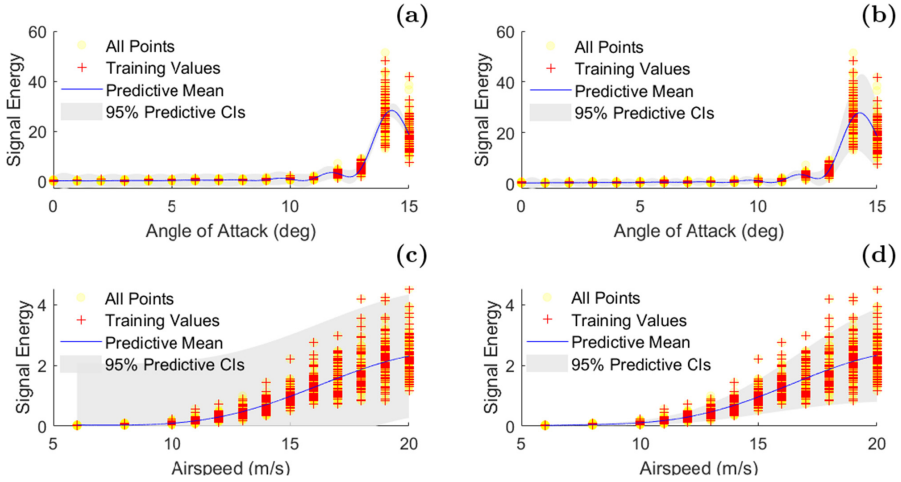 (a)
60
40
20
0
Signal Energy
All Points
Training Values
Predictive Mean
95% Predictive CIs
0 5 10 15
Angle of Attack (deg)
(b)
60
40
20
0
Signal Energy
All Points
Training Values
Predictive Mean
95% Predictive CIs
0 5 10 15
Angle of Attack (deg)
(c)
4
2
0
Signal Energy
All Points
Training Values
Predictive Mean
95% Predictive CIs
5 10 15 20
Airspeed (m/s)
(d)
4
2
0
Signal Energy
All Points
Training Values
Predictive Mean
95% Predictive CIs
5 10 15 20
Airspeed (m/s)